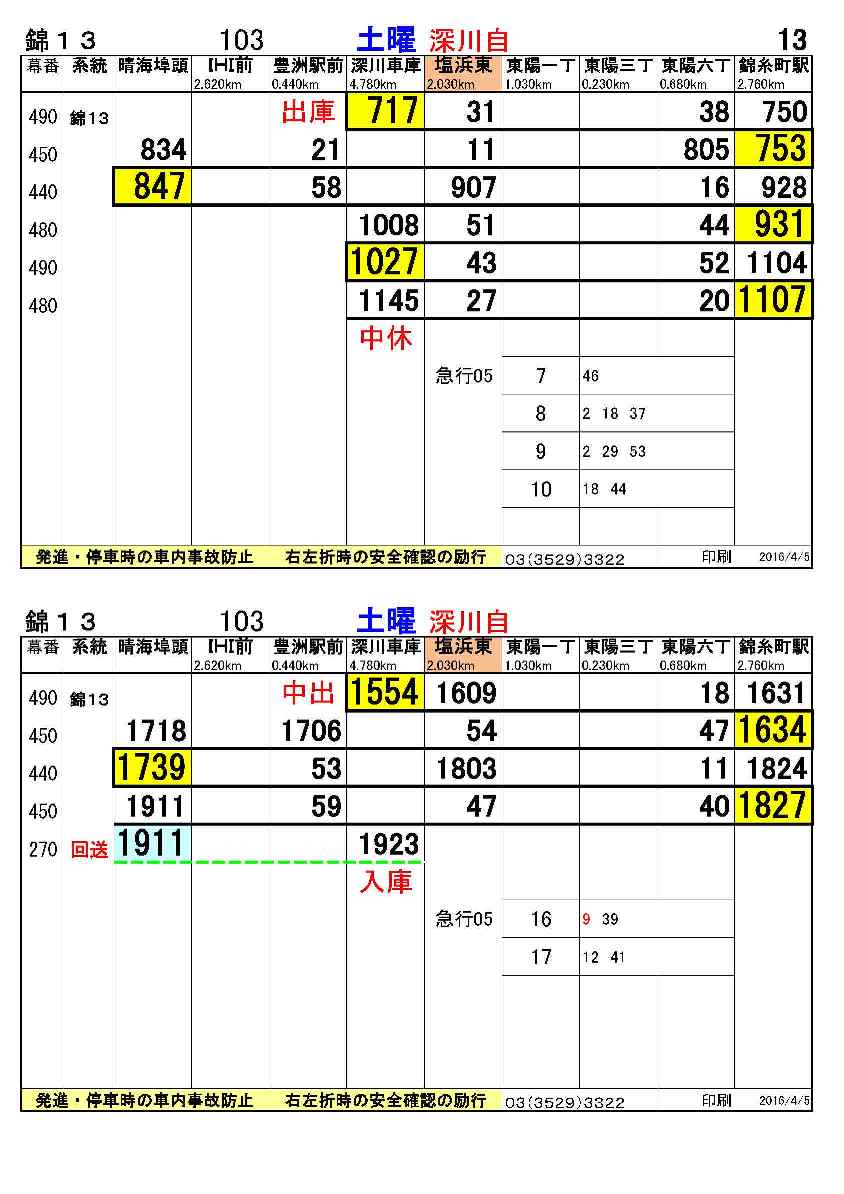 錦１３ 103 土曜 深川自 13
幕番 系統 晴海埠頭 IHI前 豊洲駅前 深川車庫 塩浜東 東陽一丁 東陽三丁 東陽六丁 錦糸町駅
2.620km 0.440km 4.780km 2.030km 1.030km 0.230km 0.680km 2.760km
490 錦13 出庫 717 31 38 750
450 834 21 11 805 753
440 847 58 907 16 928
480 1008 51 44 931
490 1027 43 52 1104
480 1145 27 20 1107
中休
急行05 7 46
8 2 18 37
9 2 29 53
10 18 44
発進・停車時の車内事故防止 右左折時の安全確認の励行 03(3529)3322 印刷 2016/4/5
錦１３ 103 土曜 深川自
幕番 系統 晴海埠頭 IHI前 豊洲駅前 深川車庫 塩浜東 東陽一丁 東陽三丁 東陽六丁 錦糸町駅
2.620km 0.440km 4.780km 2.030km 1.030km 0.230km 0.680km 2.760km
490 錦13 中出 1554 1609 18 1631
450 1718 1706 54 47 1634
440 1739 53 1803 11 1824
450 1911 59 47 40 1827
270 回送 1911 1923
入庫
急行05 16 9 39
17 12 41
発進・停車時の車内事故防止 右左折時の安全確認の励行 03(3529)3322 印刷 2016/4/5